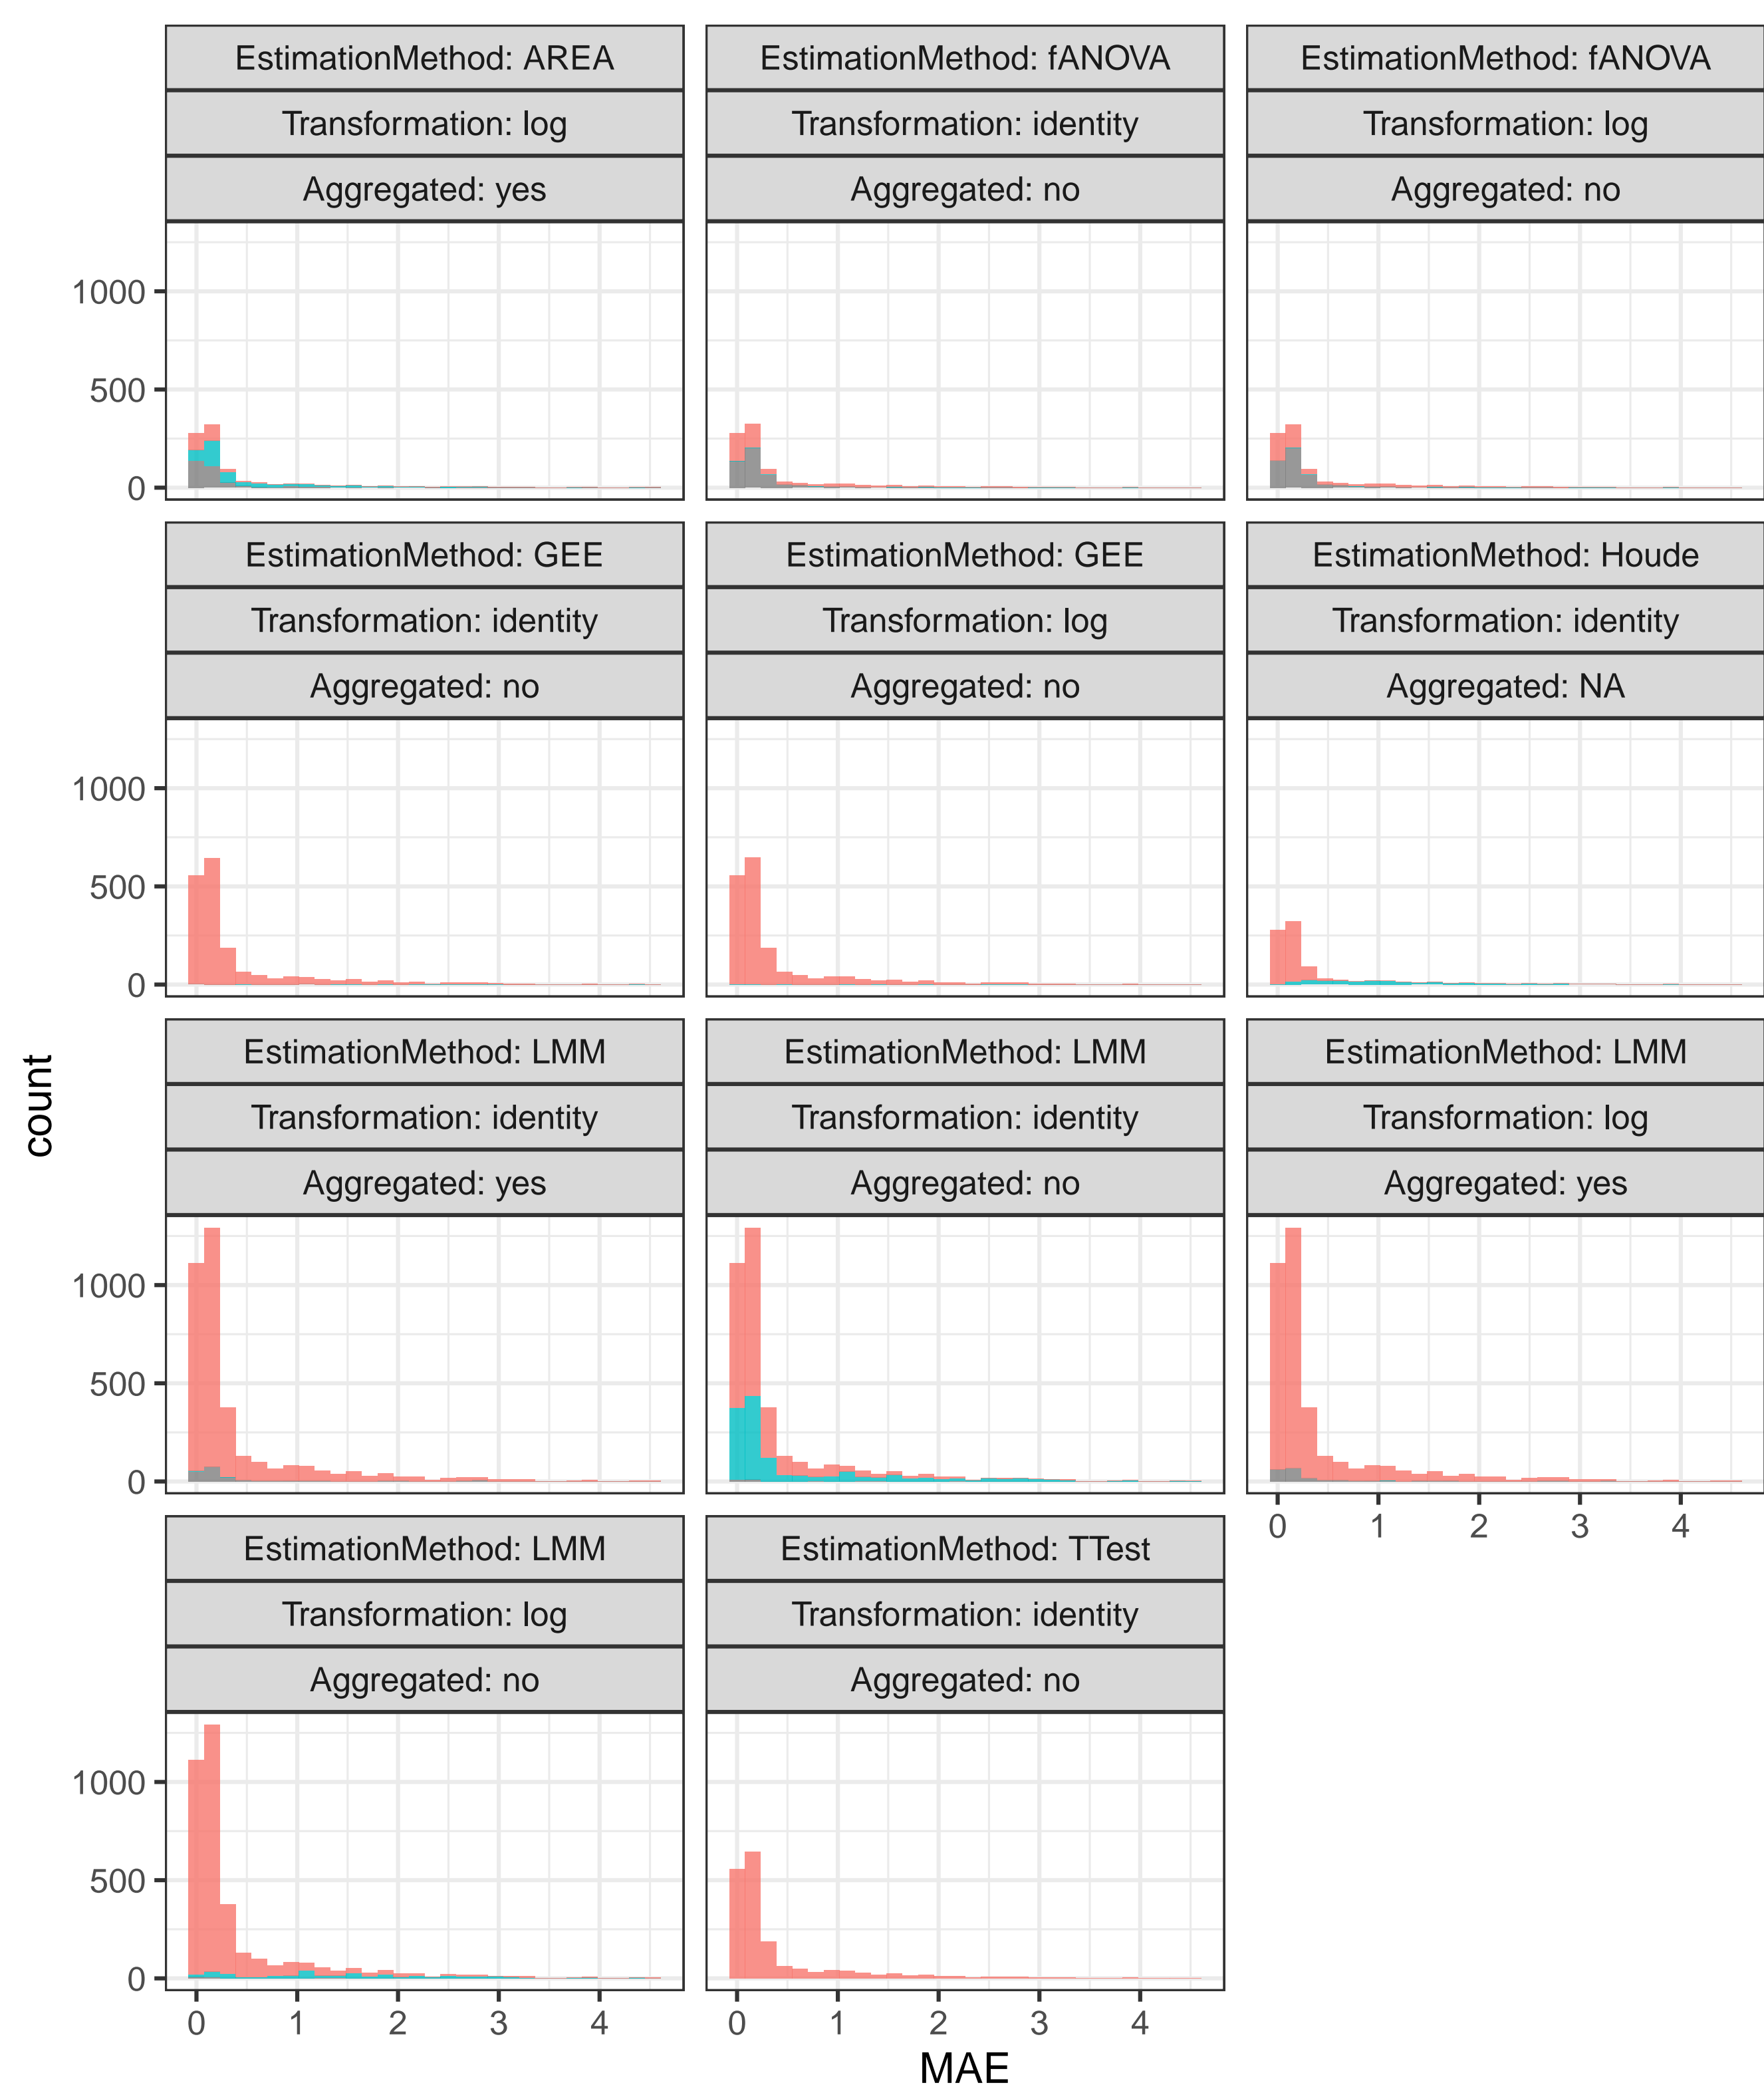 EstimationMethod: AREA
Transformation: log
Aggregated: yes
EstimationMethod: fANOVA
Transformation: identity
Aggregated: no
EstimationMethod: fANOVA
Transformation: log
Aggregated: no
1000
500
0
EstimationMethod: GEE
Transformation: identity
Aggregated: no
EstimationMethod: GEE
Transformation: log
Aggregated: no
EstimationMethod: Houde
Transformation: identity
Aggregated: NA
1000
500
0
count
EstimationMethod: LMM
Transformation: identity
Aggregated: yes
EstimationMethod: LMM
Transformation: identity
Aggregated: no
EstimationMethod: LMM
Transformation: log
Aggregated: yes
1000
500
0
0 1 2 3 4
EstimationMethod: LMM
Transformation: log
Aggregated: no
EstimationMethod: TTest
Transformation: identity
Aggregated: no
1000
500
0
0 1 2 3 4
0 1 2 3 4
MAE